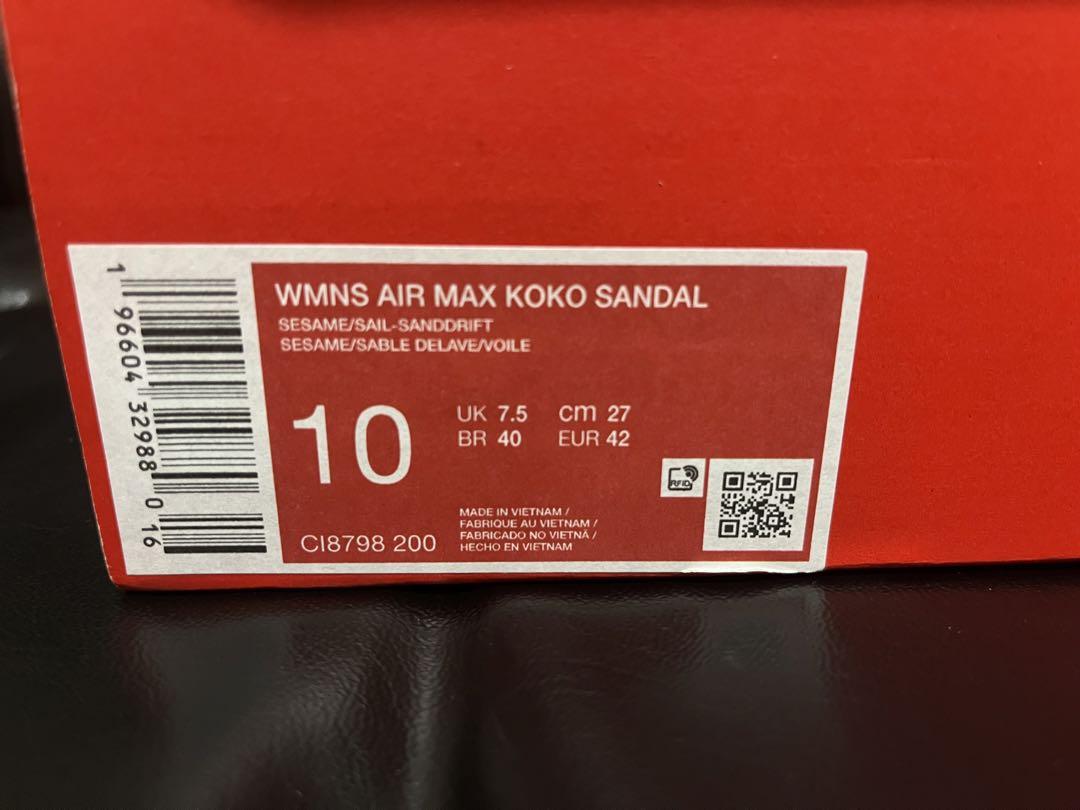 WMNS AIR MAX KOKO SANDAL
SESAME/SAIL-SANDDRIFT
SESAME/SABLE DELAVE/VOILE
10
UK 7.5 cm 27
BR 40 EUR 42
RFID
MADE IN VIETNAM /
FABRIQUE AU VIETNAM /
FABRICADO NO VIETNÃ /
HECHO EN VIETNAM
CI8798 200
1 96604 32988 0 16